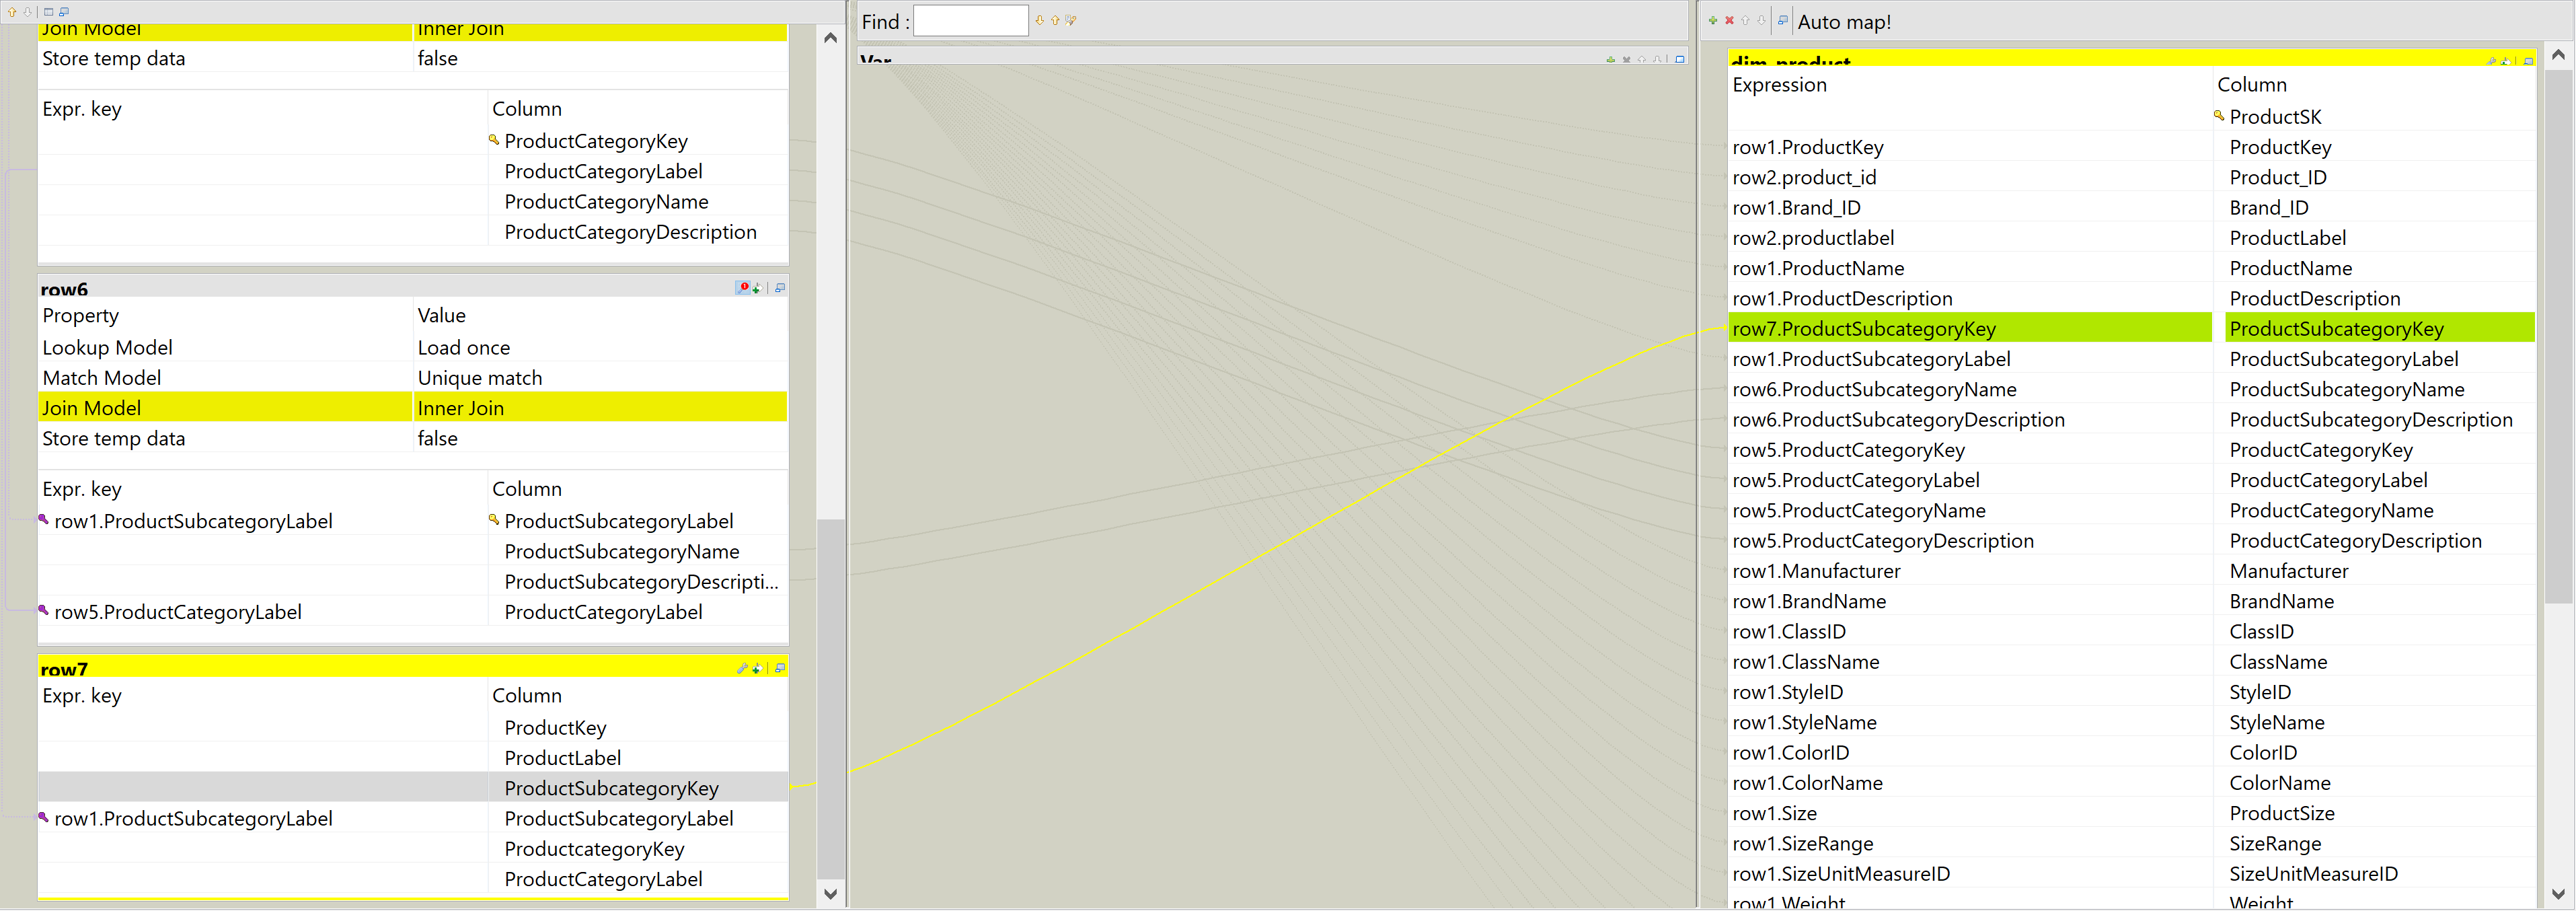 Join Model Inner Join
Store temp data false
Expr. key Column
ProductCategoryKey
ProductCategoryLabel
ProductCategoryName
ProductCategoryDescription
row6
Property Value
Lookup Model Load once
Match Model Unique match
Join Model Inner Join
Store temp data false
Expr. key Column
row1.ProductSubcategoryLabel ProductSubcategoryLabel
ProductSubcategoryName
ProductSubcategoryDescripti...
row5.ProductCategoryLabel ProductCategoryLabel
row7
Expr. key Column
ProductKey
ProductLabel
ProductSubcategoryKey
row1.ProductSubcategoryLabel ProductSubcategoryLabel
ProductcategoryKey
ProductCategoryLabel
Find :
Var
Auto map!
dim_product
Expression Column
ProductSK
row1.ProductKey ProductKey
row2.product_id Product_ID
row1.Brand_ID Brand_ID
row2.productlabel ProductLabel
row1.ProductName ProductName
row1.ProductDescription ProductDescription
row7.ProductSubcategoryKey ProductSubcategoryKey
row1.ProductSubcategoryLabel ProductSubcategoryLabel
row6.ProductSubcategoryName ProductSubcategoryName
row6.ProductSubcategoryDescription ProductSubcategoryDescription
row5.ProductCategoryKey ProductCategoryKey
row5.ProductCategoryLabel ProductCategoryLabel
row5.ProductCategoryName ProductCategoryName
row5.ProductCategoryDescription ProductCategoryDescription
row1.Manufacturer Manufacturer
row1.BrandName BrandName
row1.ClassID ClassID
row1.ClassName ClassName
row1.StyleID StyleID
row1.StyleName StyleName
row1.ColorID ColorID
row1.ColorName ColorName
row1.Size ProductSize
row1.SizeRange SizeRange
row1.SizeUnitMeasureID SizeUnitMeasureID
row1.Weight Weight